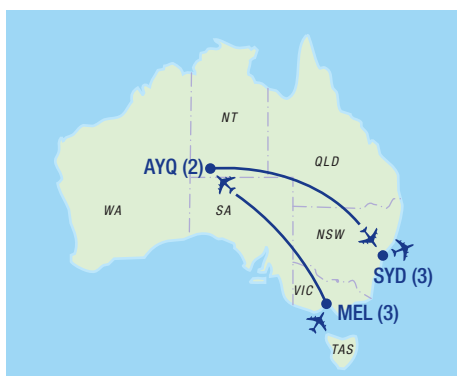 NT
AYQ (2)
QLD
WA
SA
NSW
SYD (3)
VIC
MEL (3)
TAS